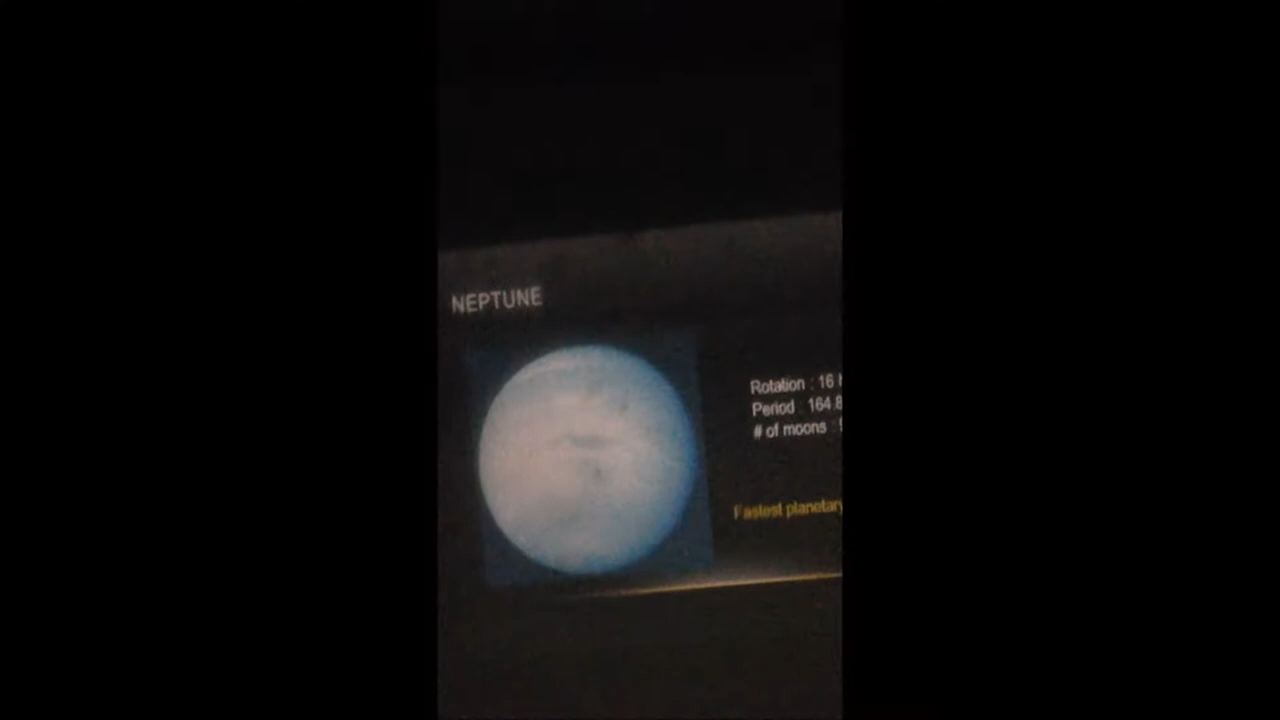 NEPTUNE
Rotation : 16
Period : 164.8
# of moons :
Fastest planetary